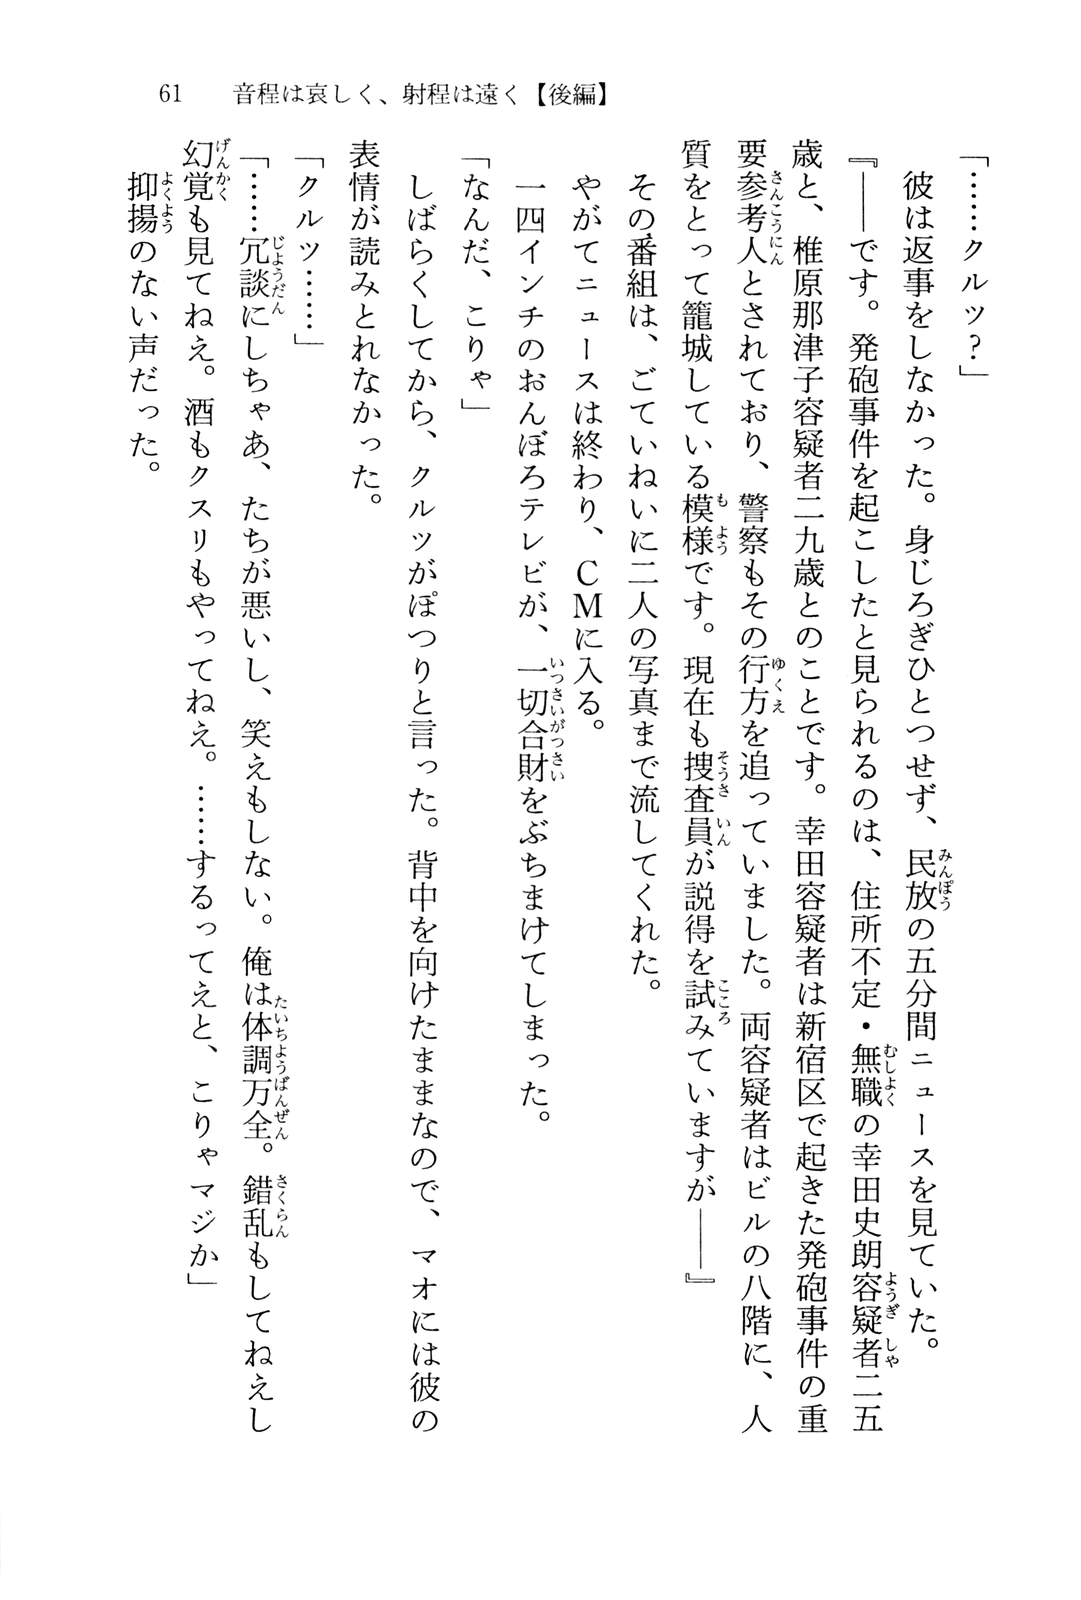 61　音程は哀しく、射程は遠く【後編】
「……クルツ？」
　彼は返事をしなかった。身じろぎひとつせず、民放の五分間ニュースを見ていた。
『――です。発砲事件を起こしたと見られるのは、住所不定・無職の幸田史朗容疑者二五
歳と、椎原那津子容疑者二九歳とのことです。幸田容疑者は新宿区で起きた発砲事件の重
要参考人とされており、警察もその行方を追っていました。両容疑者はビルの八階に、人
質をとって籠城している模様です。現在も捜査員が説得を試みていますが――』
　その番組は、ごていねいに二人の写真まで流してくれた。
　やがてニュースは終わり、ＣＭに入る。
　一四インチのおんぼろテレビが、一切合財をぶちまけてしまった。
「なんだ、こりゃ」
　しばらくしてから、クルツがぽつりと言った。背中を向けたままなので、マオには彼の
表情が読みとれなかった。
「クルツ……」
「……冗談にしちゃあ、たちが悪いし、笑えもしない。俺は体調万全。錯乱もしてねえし
幻覚も見てねえ。酒もクスリもやってねえ。……するってえと、こりゃマジか」
　抑揚のない声だった。